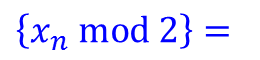 {xₙ mod 2} =